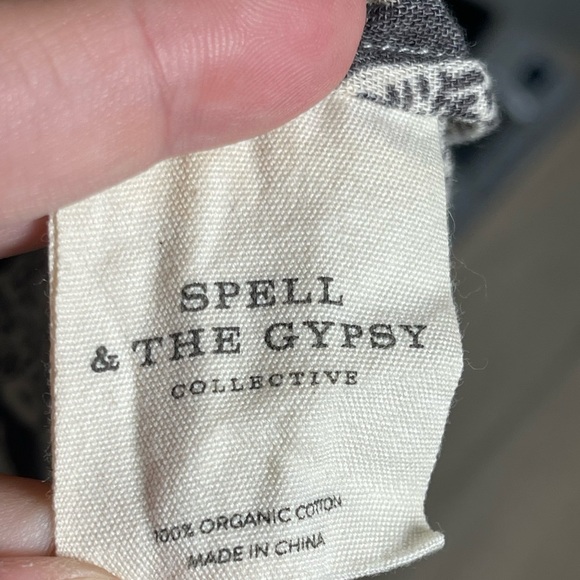 SPELL
& THE GYPSY
COLLECTIVE
100% ORGANIC COTTON
MADE IN CHINA